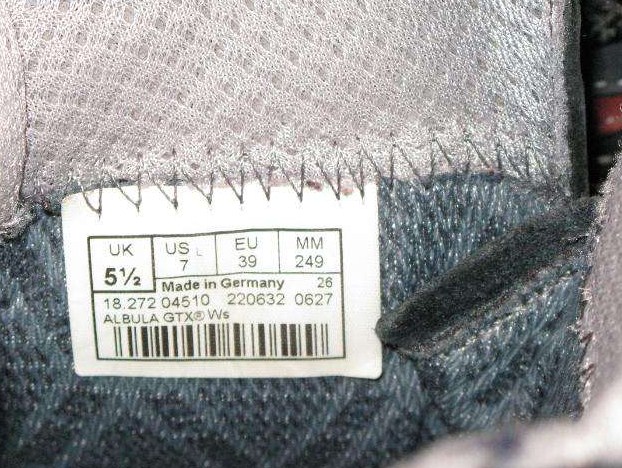 UK US L EU MM
5½ 7 39 249
Made in Germany 26
18.272 04510 220632 0627
ALBULA GTX® Ws